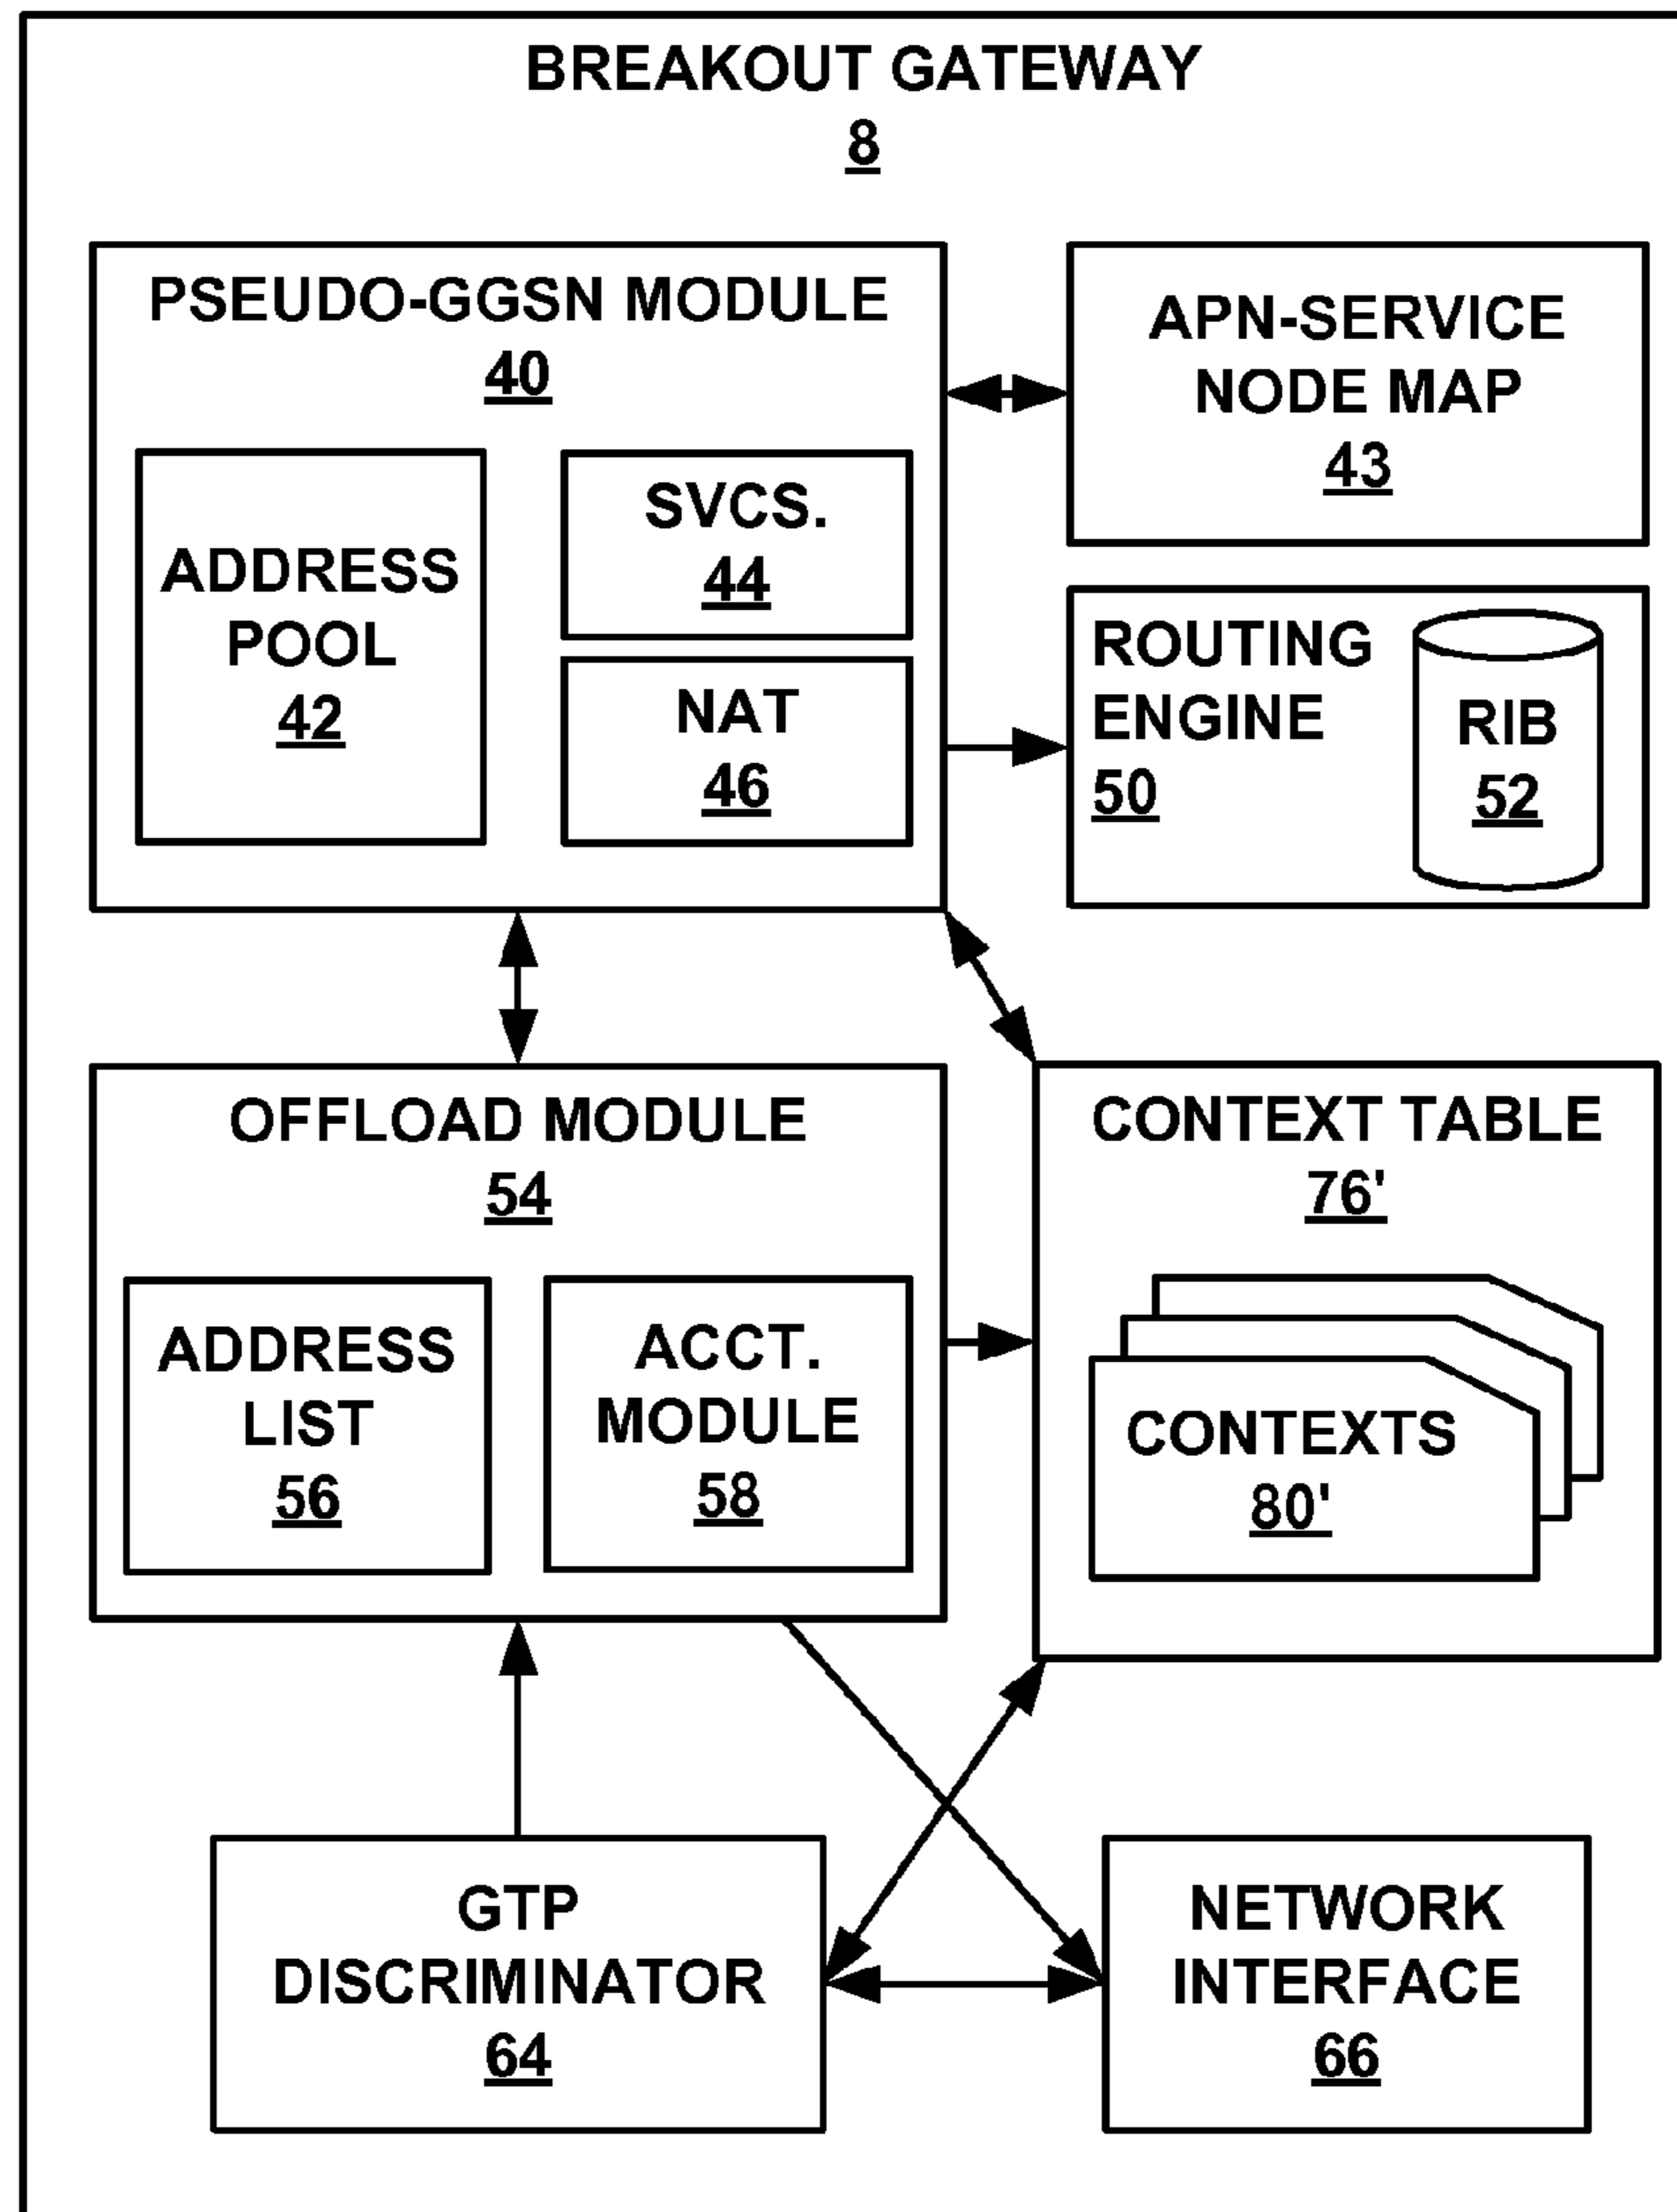 BREAKOUT GATEWAY
8
PSEUDO-GGSN MODULE
40
ADDRESS
POOL
42
SVCS.
44
NAT
46
APN-SERVICE
NODE MAP
43
ROUTING
ENGINE
50
RIB
52
OFFLOAD MODULE
54
ADDRESS
LIST
56
ACCT.
MODULE
58
CONTEXT TABLE
76'
CONTEXTS
80'
GTP
DISCRIMINATOR
64
NETWORK
INTERFACE
66